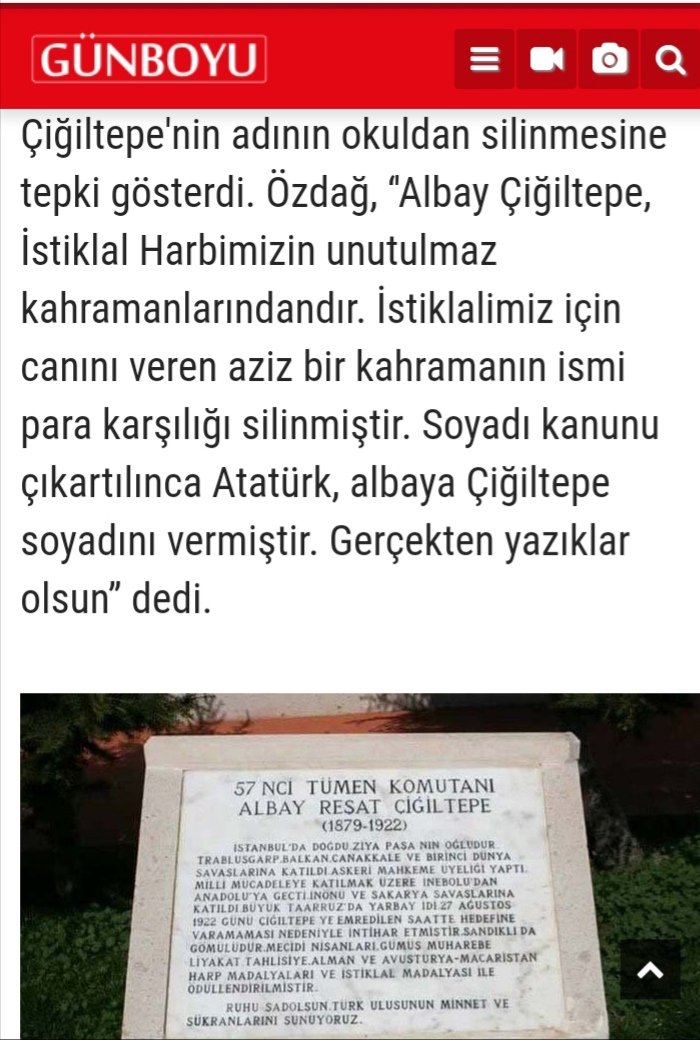 GÜNBOYU
Çiğiltepe'nin adının okuldan silinmesine
tepki gösterdi. Özdağ, “Albay Çiğiltepe,
İstiklal Harbimizin unutulmaz
kahramanlarındandır. İstiklalimiz için
canını veren aziz bir kahramanın ismi
para karşılığı silinmiştir. Soyadı kanunu
çıkartılınca Atatürk, albaya Çiğiltepe
soyadını vermiştir. Gerçekten yazıklar
olsun” dedi.
57 NCİ TÜMEN KOMUTANI
ALBAY REŞAT ÇİĞİLTEPE
(1879-1922)
İSTANBUL'DA DOĞDU.ZİYA PAŞA NIN OĞLUDUR.
TRABLUSGARP,BALKAN,ÇANAKKALE VE BİRİNCİ DÜNYA
SAVAŞLARINA KATILDI.ASKERİ MAHKEME ÜYELİĞİ YAPTI.
MİLLİ MÜCADELEYE KATILMAK ÜZERE İNEBOLU'DAN
ANADOLU'YA GEÇTİ.İNÖNÜ VE SAKARYA SAVAŞLARINA
KATILDI.BÜYÜK TAARRUZ'DA YARBAY İDİ.27 AĞUSTOS
1922 GÜNÜ ÇİĞİLTEPE YE EMREDİLEN SAATTE HEDEFİNE
VARAMAMASI NEDENİYLE İNTİHAR ETMİŞTİR.SANDIKLI DA
GÖMÜLÜDÜR.MECİDİ NİŞANLARI,GÜMÜŞ MUHAREBE
LİYAKAT TAHLİSİYE,ALMAN VE AVUSTURYA-MACARİSTAN
HARP MADALYALARI VE İSTİKLAL MADALYASI İLE
ÖDÜLLENDİRİLMİŞTİR.
RUHU ŞADOLSUN.TÜRK ULUSUNUN MİNNET VE
ŞÜKRANLARINI SUNUYORUZ.